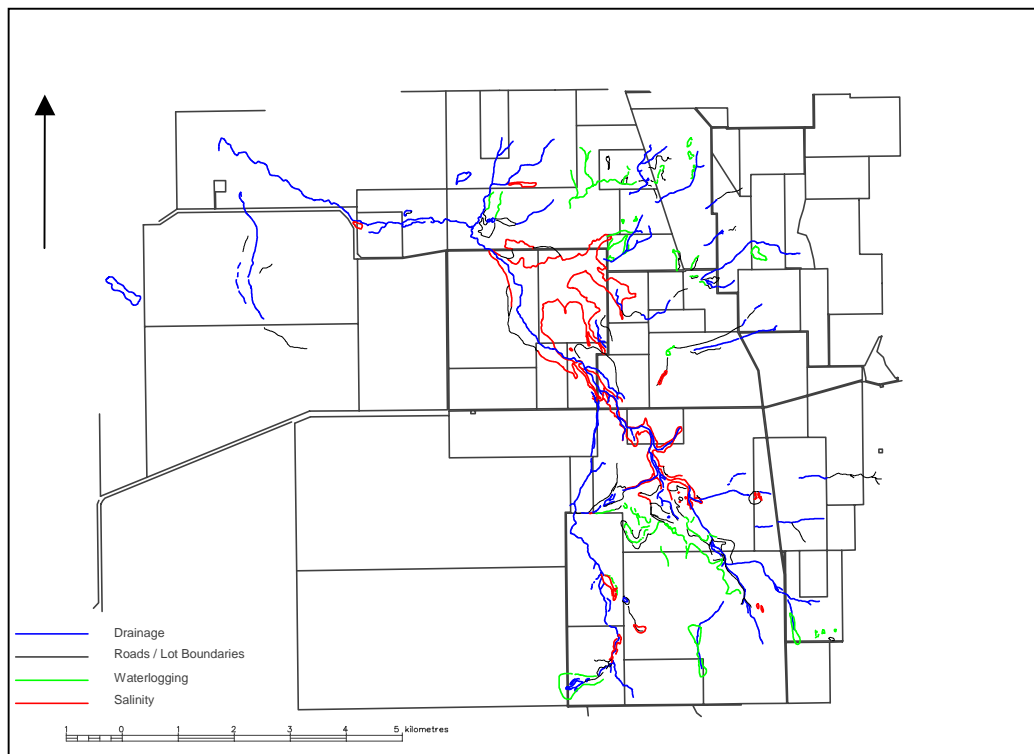 Drainage
Roads / Lot Boundaries
Waterlogging
Salinity
1 0 1 2 3 4 5 kilometres